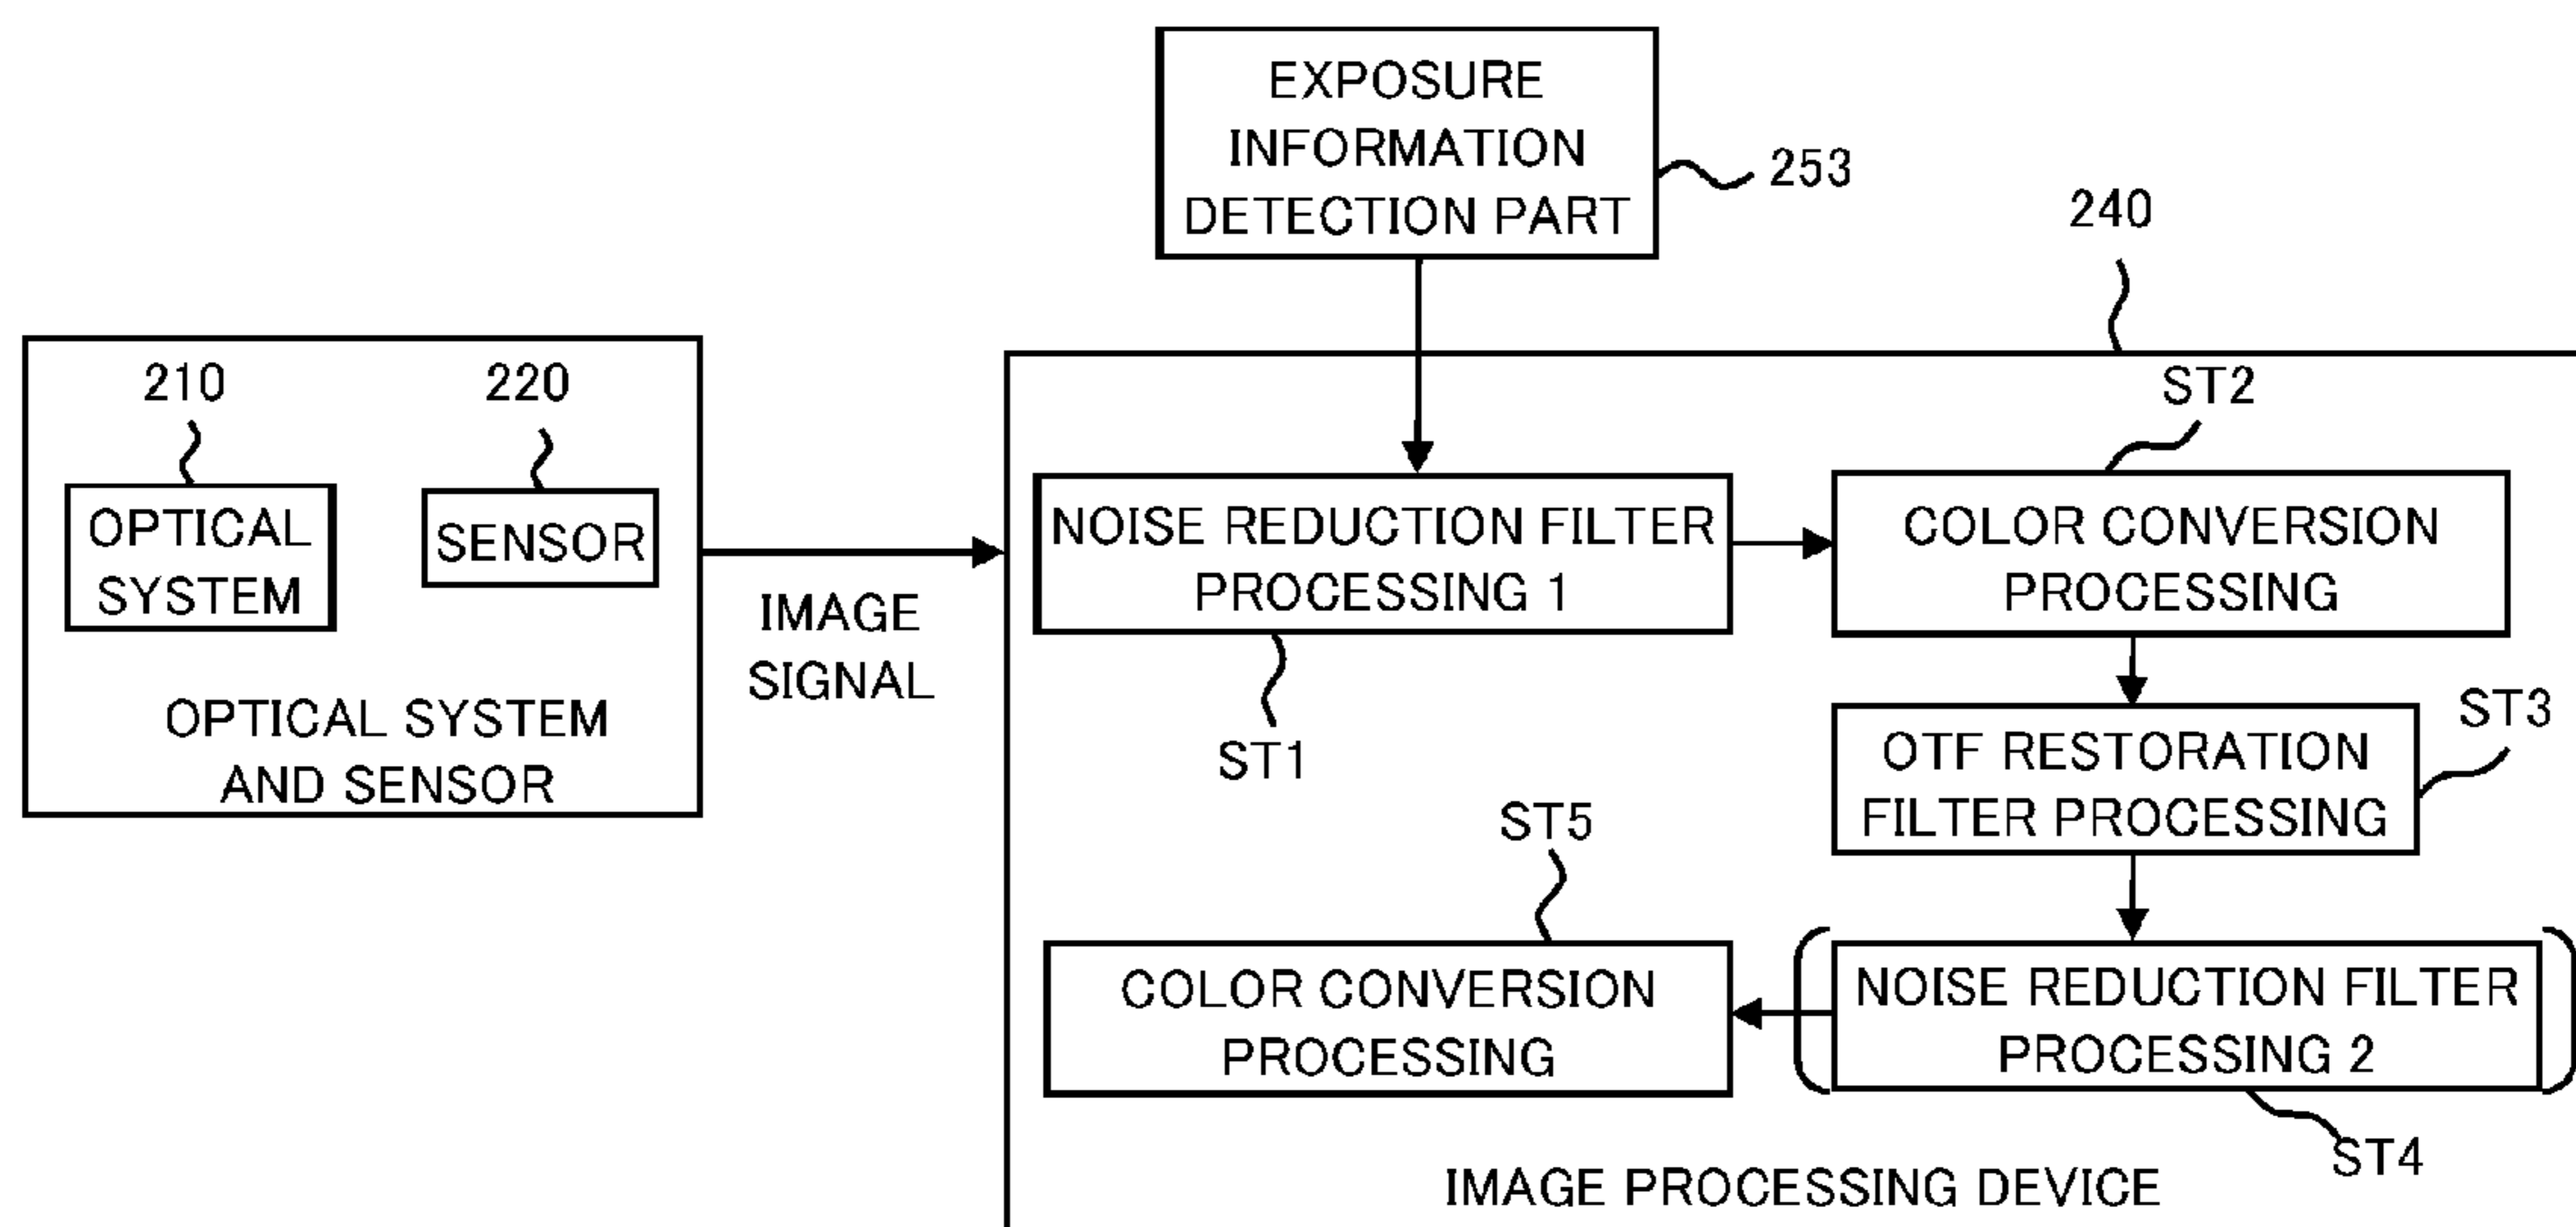 EXPOSURE
INFORMATION
DETECTION PART
253
240
210
220
OPTICAL
SYSTEM
SENSOR
OPTICAL SYSTEM
AND SENSOR
IMAGE
SIGNAL
NOISE REDUCTION FILTER
PROCESSING 1
ST1
ST2
COLOR CONVERSION
PROCESSING
ST3
OTF RESTORATION
FILTER PROCESSING
NOISE REDUCTION FILTER
PROCESSING 2
ST4
ST5
COLOR CONVERSION
PROCESSING
IMAGE PROCESSING DEVICE